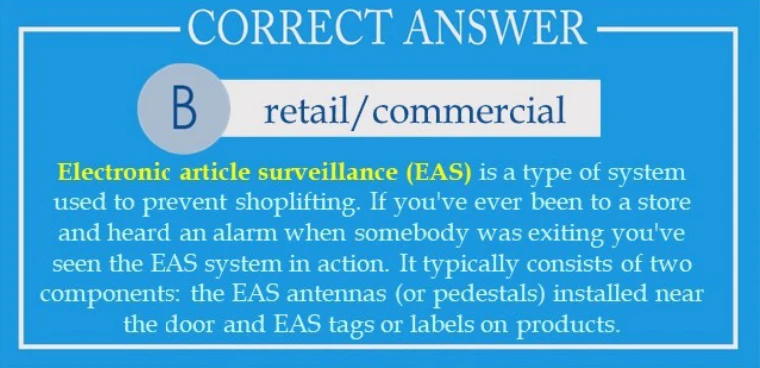 CORRECT ANSWER
B retail/commercial
Electronic article surveillance (EAS) is a type of system
used to prevent shoplifting. If you've ever been to a store
and heard an alarm when somebody was exiting you've
seen the EAS system in action. It typically consists of two
components: the EAS antennas (or pedestals) installed near
the door and EAS tags or labels on products.